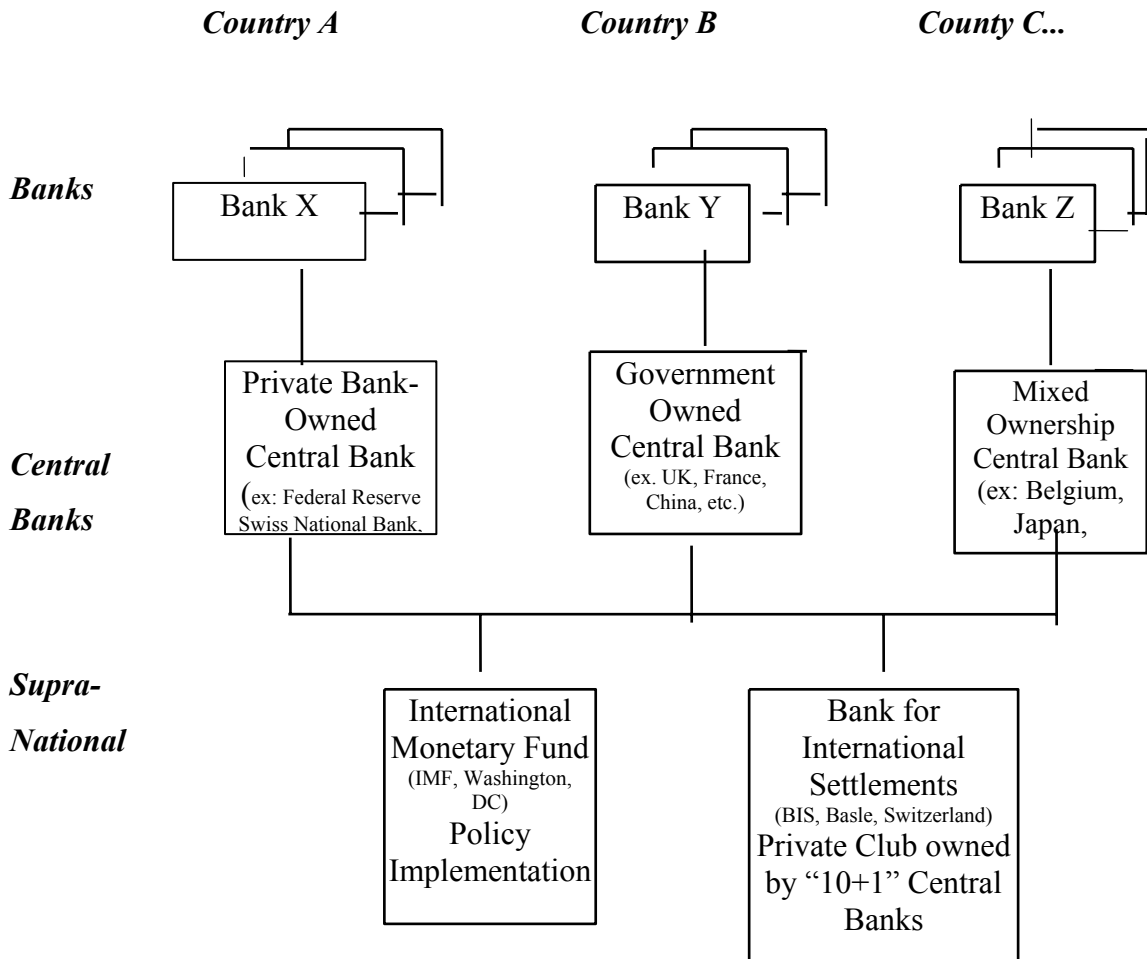 Country A
Country B
County C...
Banks
Bank X
Bank Y
Bank Z
Central
Banks
Private Bank-
Owned
Central Bank
(ex: Federal Reserve
Swiss National Bank,
Government
Owned
Central Bank
(ex. UK, France,
China, etc.)
Mixed
Ownership
Central Bank
(ex: Belgium,
Japan,
Supra-
National
International
Monetary Fund
(IMF, Washington,
DC)
Policy
Implementation
Bank for
International
Settlements
(BIS, Basle, Switzerland)
Private Club owned
by “10+1” Central
Banks